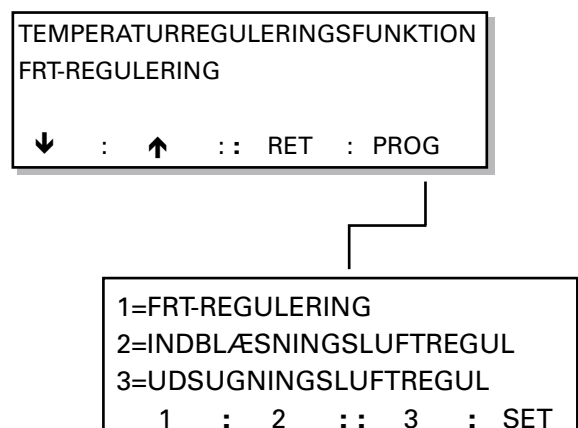 TEMPERATURREGULERINGSFUNKTION
FRT-REGULERING
🡻 : 🡹 : : RET : PROG
1=FRT-REGULERING
2=INDBLÆSNINGSLUFTREGUL
3=UDSUGNINGSLUFTREGUL
1 : 2 : : 3 : SET